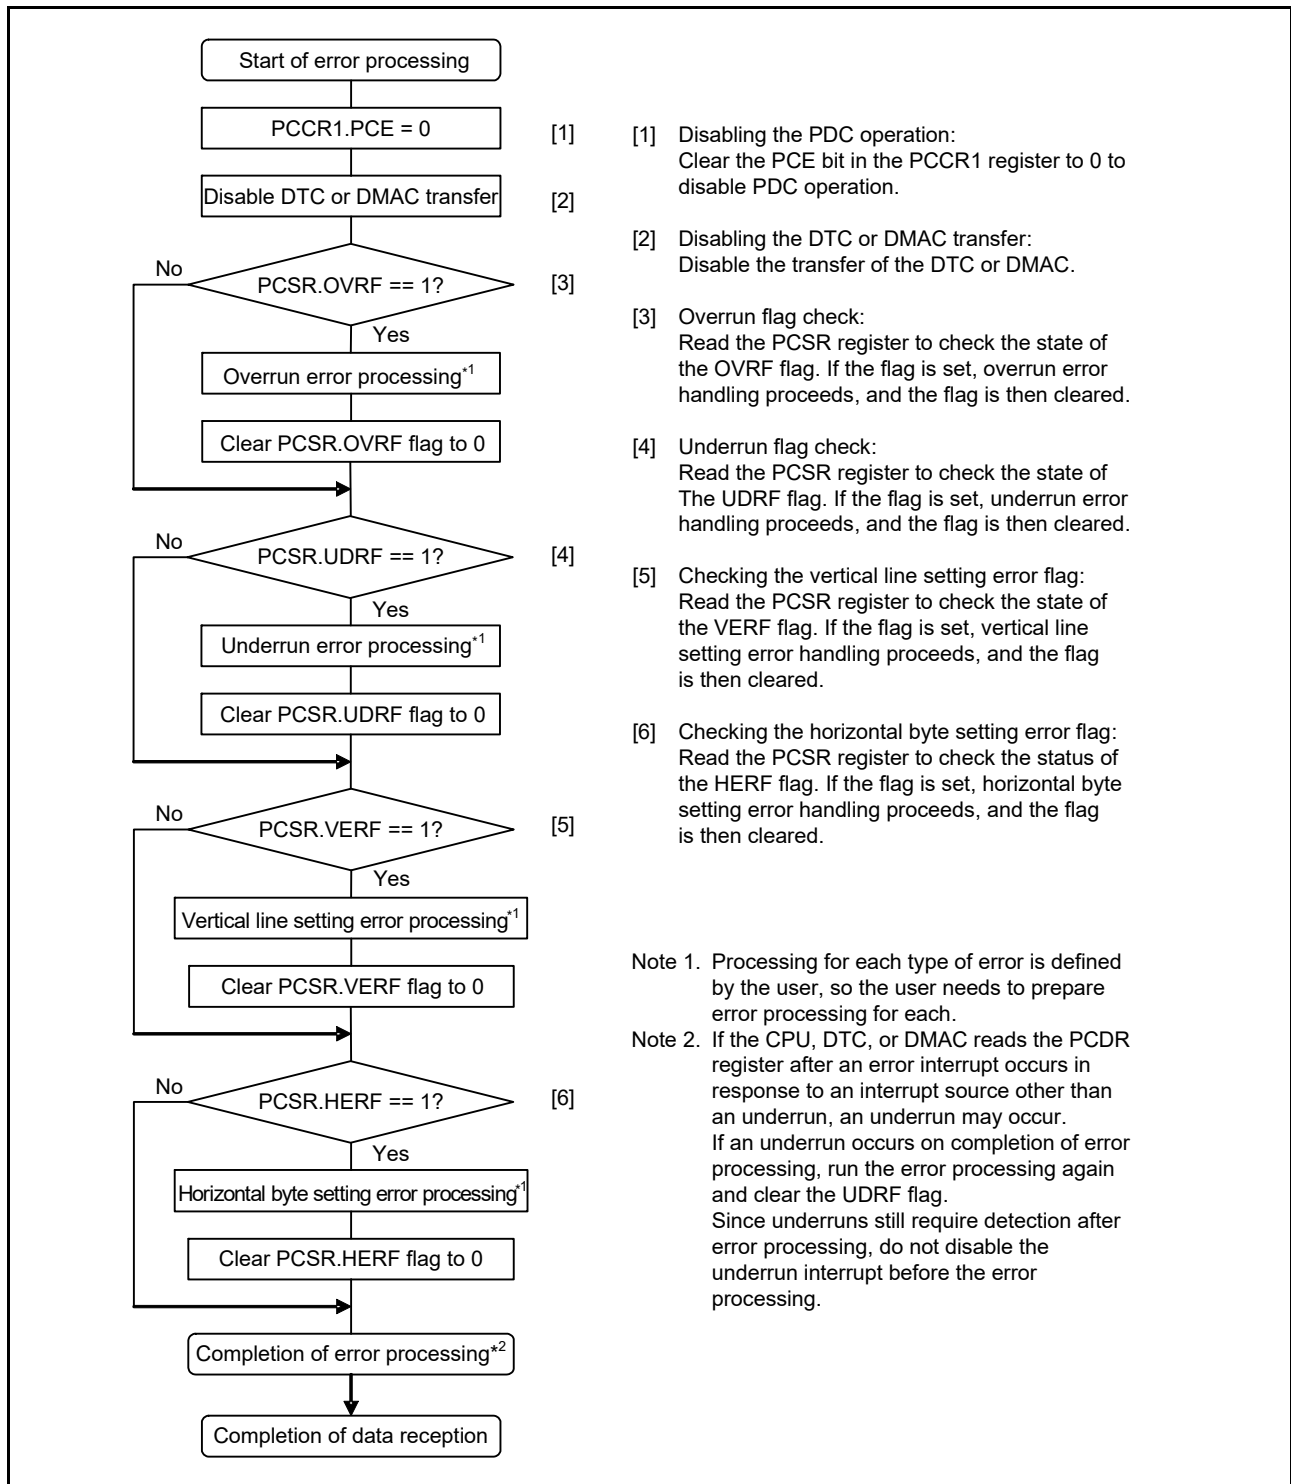 Start of error processing
PCCR1.PCE = 0
[1]
Disable DTC or DMAC transfer
[2]
No
PCSR.OVRF == 1?
[3]
Yes
Overrun error processing*1
Clear PCSR.OVRF flag to 0
No
PCSR.UDRF == 1?
[4]
Yes
Underrun error processing*1
Clear PCSR.UDRF flag to 0
No
PCSR.VERF == 1?
[5]
Yes
Vertical line setting error processing*1
Clear PCSR.VERF flag to 0
No
PCSR.HERF == 1?
[6]
Yes
Horizontal byte setting error processing*1
Clear PCSR.HERF flag to 0
Completion of error processing*2
Completion of data reception
[1] Disabling the PDC operation:
Clear the PCE bit in the PCCR1 register to 0 to
disable PDC operation.
[2] Disabling the DTC or DMAC transfer:
Disable the transfer of the DTC or DMAC.
[3] Overrun flag check:
Read the PCSR register to check the state of
the OVRF flag. If the flag is set, overrun error
handling proceeds, and the flag is then cleared.
[4] Underrun flag check:
Read the PCSR register to check the state of
The UDRF flag. If the flag is set, underrun error
handling proceeds, and the flag is then cleared.
[5] Checking the vertical line setting error flag:
Read the PCSR register to check the state of
the VERF flag. If the flag is set, vertical line
setting error handling proceeds, and the flag
is then cleared.
[6] Checking the horizontal byte setting error flag:
Read the PCSR register to check the status of
the HERF flag. If the flag is set, horizontal byte
setting error handling proceeds, and the flag
is then cleared.
Note 1. Processing for each type of error is defined
by the user, so the user needs to prepare
error processing for each.
Note 2. If the CPU, DTC, or DMAC reads the PCDR
register after an error interrupt occurs in
response to an interrupt source other than
an underrun, an underrun may occur.
If an underrun occurs on completion of error
processing, run the error processing again
and clear the UDRF flag.
Since underruns still require detection after
error processing, do not disable the
underrun interrupt before the error
processing.